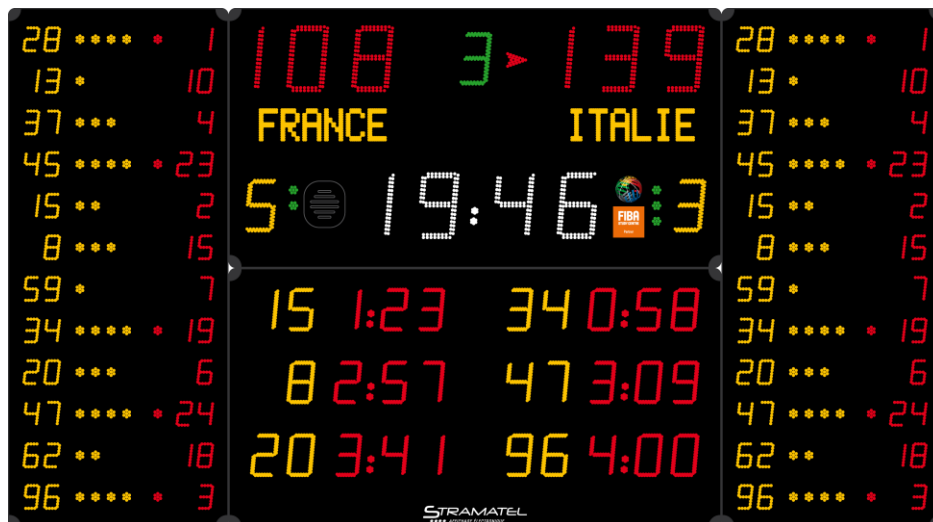 28 **** * 1
13 * 10
37 *** 4
45 **** * 23
15 ** 2
8 *** 15
59 * 7
34 **** * 19
20 *** 6
47 **** * 24
62 ** 18
96 **** * 3
108 3 139
FRANCE ITALIE
5 19:46 3
FIBA
15 1:23 34 0:58
8 2:57 47 3:09
20 3:41 96 4:00
STRAMATEL
AFFICHAGE ÉLECTRONIQUE
28 **** * 1
13 * 10
37 *** 4
45 **** * 23
15 ** 2
8 *** 15
59 * 7
34 **** * 19
20 *** 6
47 **** * 24
62 ** 18
96 **** * 3